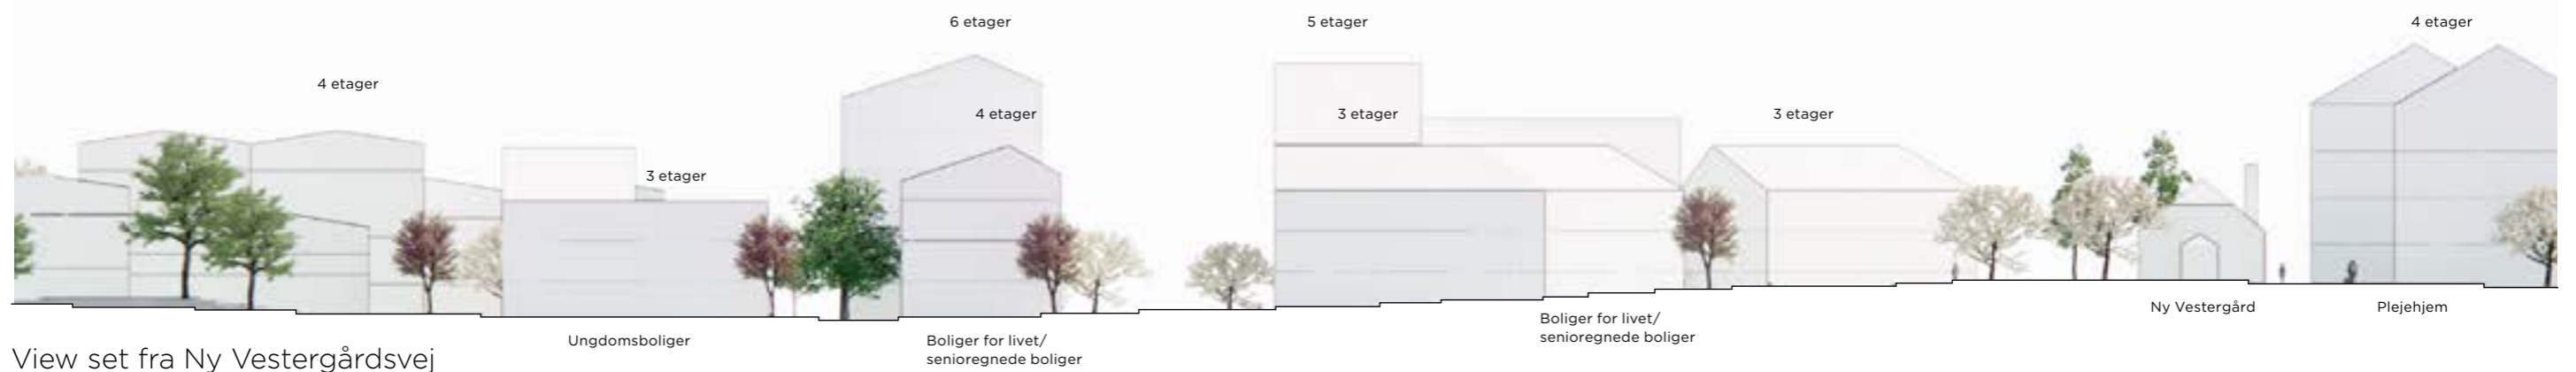 6 etager
5 etager
4 etager
4 etager
4 etager
3 etager
3 etager
3 etager
Ny Vestergård
Plejehjem
Boliger for livet/
senioregnede boliger
Ungdomsboliger
Boliger for livet/
senioregnede boliger
View set fra Ny Vestergårdsvej